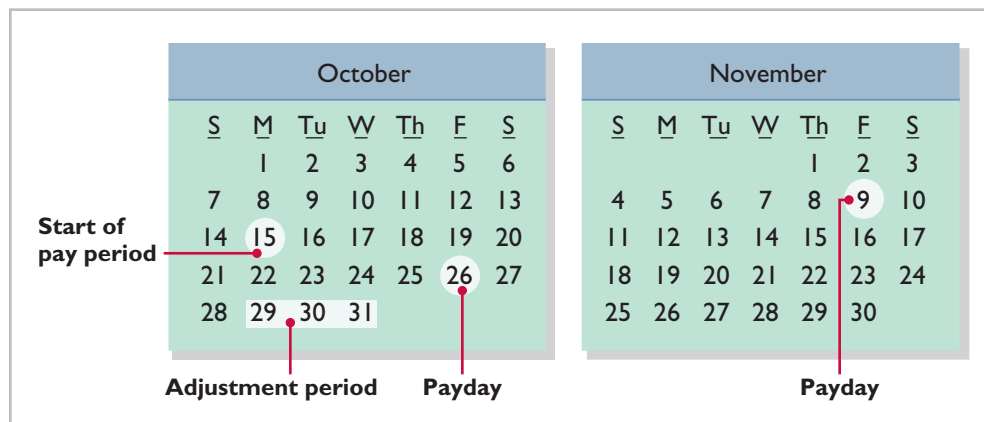 October
S M Tu W Th F S
1 2 3 4 5 6
7 8 9 10 11 12 13
14 15 16 17 18 19 20
21 22 23 24 25 26 27
28 29 30 31
Start of
pay period
Adjustment period
Payday
November
S M Tu W Th F S
1 2 3
4 5 6 7 8 9 10
11 12 13 14 15 16 17
18 19 20 21 22 23 24
25 26 27 28 29 30
Payday